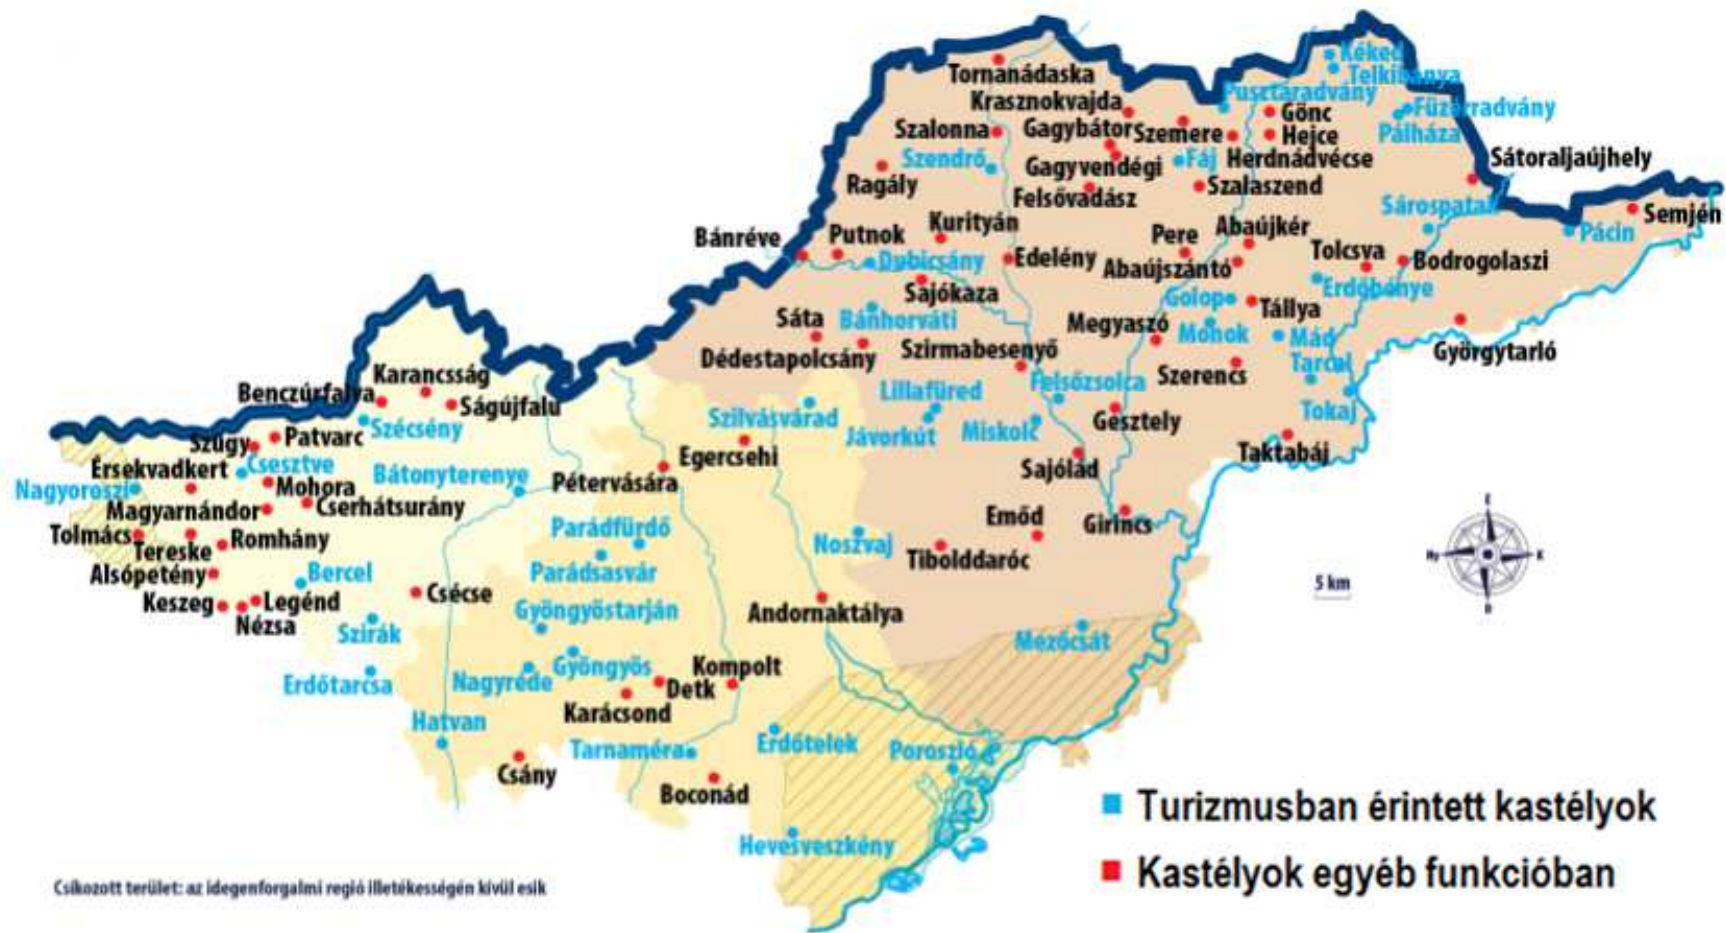 Kéked
Telkibánya
Tornanádaska
Pusztaradvány
Krasznokvajda
Gönc
Füzérradvány
Szalonna
Gagybátor
Szemere
Hejce
Pálháza
Szendrő
Gagyvendégi
Fáj
Herdnádvécse
Sátoraljaújhely
Ragály
Felsővadász
Szalaszend
Sárospatak
Semjén
Bánréve
Putnok
Kurityán
Pere
Abaújkér
Tolcsva
Pácin
Dubicsány
Edelény
Abaújszántó
Bodrogolaszi
Sajókaza
Golop
Tállya
Erdőbénye
Sáta
Bánhorváti
Megyaszó
Mohok
Mád
Dédestapolcsány
Szirmabesenyő
Szerencs
Tarcal
Györgytarló
Karancsság
Benczúrfalva
Ságújfalu
Lillafüred
Felsőzsolca
Szilvásvárad
Jávorkút
Miskolc
Gesztely
Tokaj
Szügy
Patvarc
Szécsény
Egercsehi
Sajólád
Taktabáj
Érsekvadkert
Csesztve
Bátonyterenye
Pétervására
Nagyoroszi
Mohora
Magyarnándor
Cserhátsurány
Emőd
Girincs
Tolmács
Tereske
Romhány
Parádfürdő
Noszvaj
Tibolddaróc
Alsópetény
Bercel
Parádsasvár
Keszeg
Legénd
Csécse
Gyöngyöstarján
Andornaktálya
Nézsa
Szirák
Mezőcsát
Erdőtarcsa
Nagyréde
Gyöngyös
Kompolt
Detk
Karácsond
Hatvan
Tarnaméra
Erdőtelek
Poroszló
Csány
Boconád
Hevesveszkény
É
Ny
K
D
5 km
Turizmusban érintett kastélyok
Kastélyok egyéb funkcióban
Csíkozott terület: az idegenforgalmi regió illetékességén kívül esik